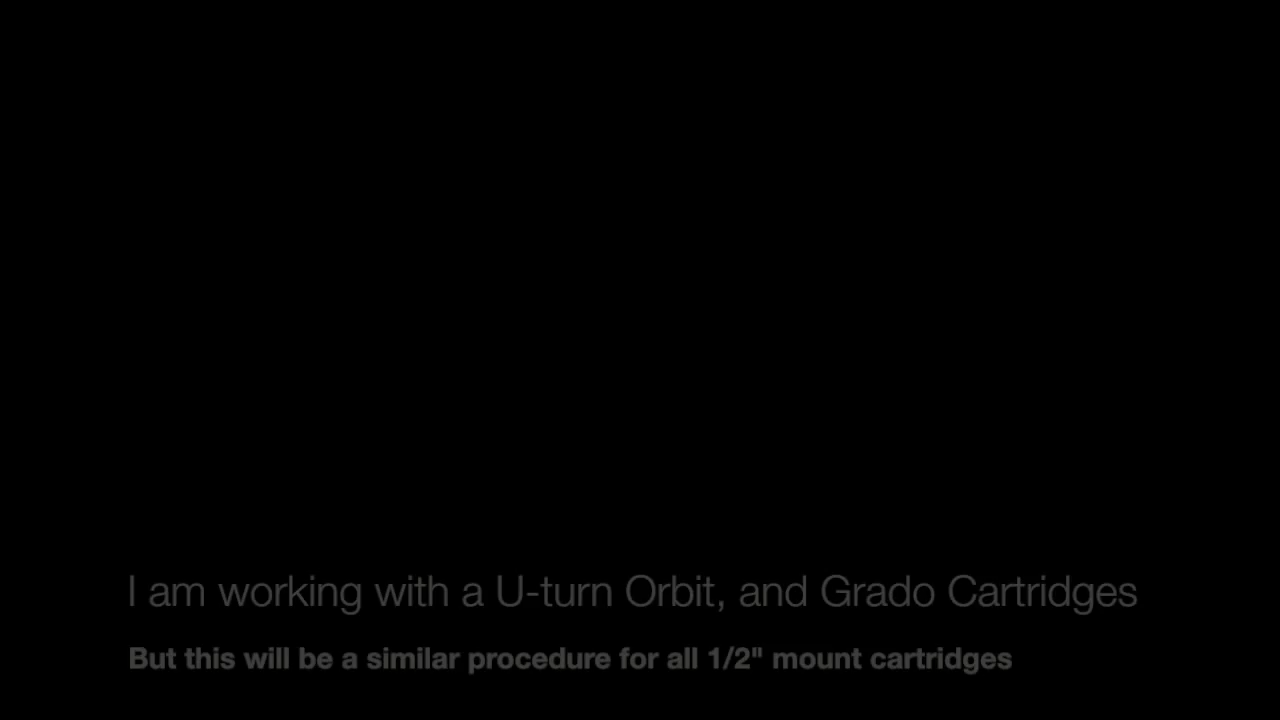 I am working with a U-turn Orbit, and Grado Cartridges
But this will be a similar procedure for all 1/2" mount cartridges